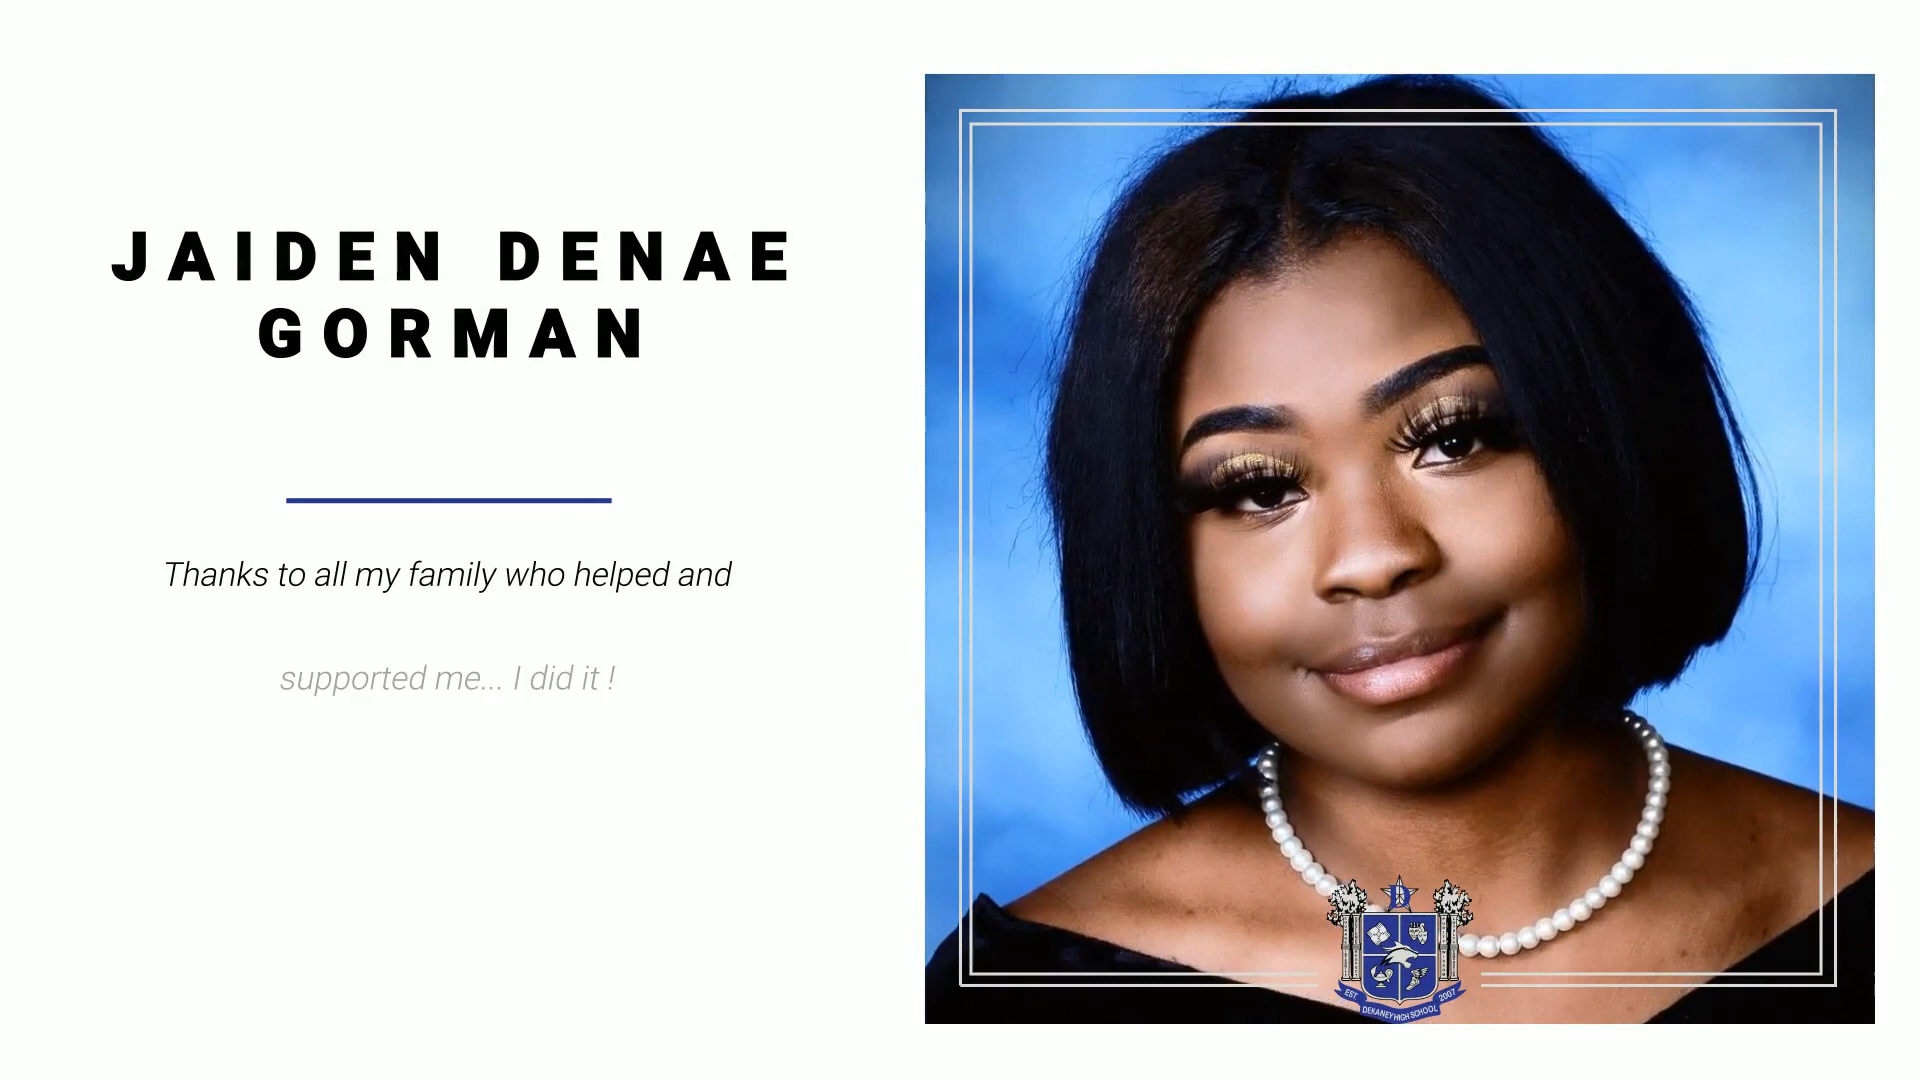 JAIDEN DENAE
GORMAN
Thanks to all my family who helped and
supported me... I did it !
D
EST. 2007
DEKANEY HIGH SCHOOL